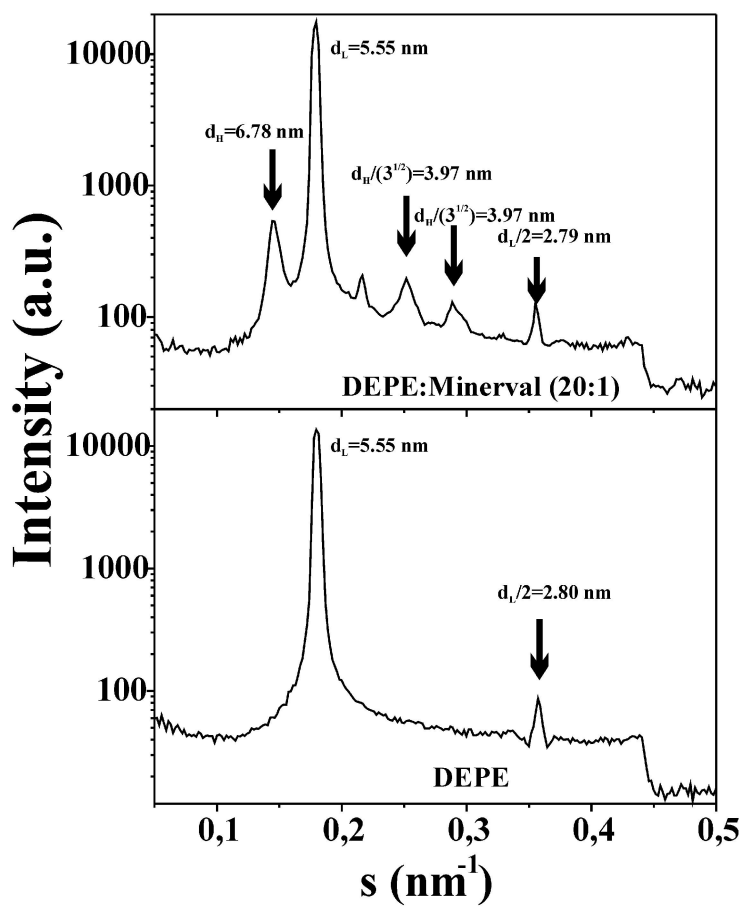 Intensity (a.u.)
10000
1000
100
d_L=5.55 nm
d_H=6.78 nm
d_H/(3^1/2)=3.97 nm
d_H/(3^1/2)=3.97 nm
d_L/2=2.79 nm
DEPE:Minerval (20:1)
10000
1000
100
d_L=5.55 nm
d_L/2=2.80 nm
DEPE
0,1 0,2 0,3 0,4 0,5
s (nm^-1)